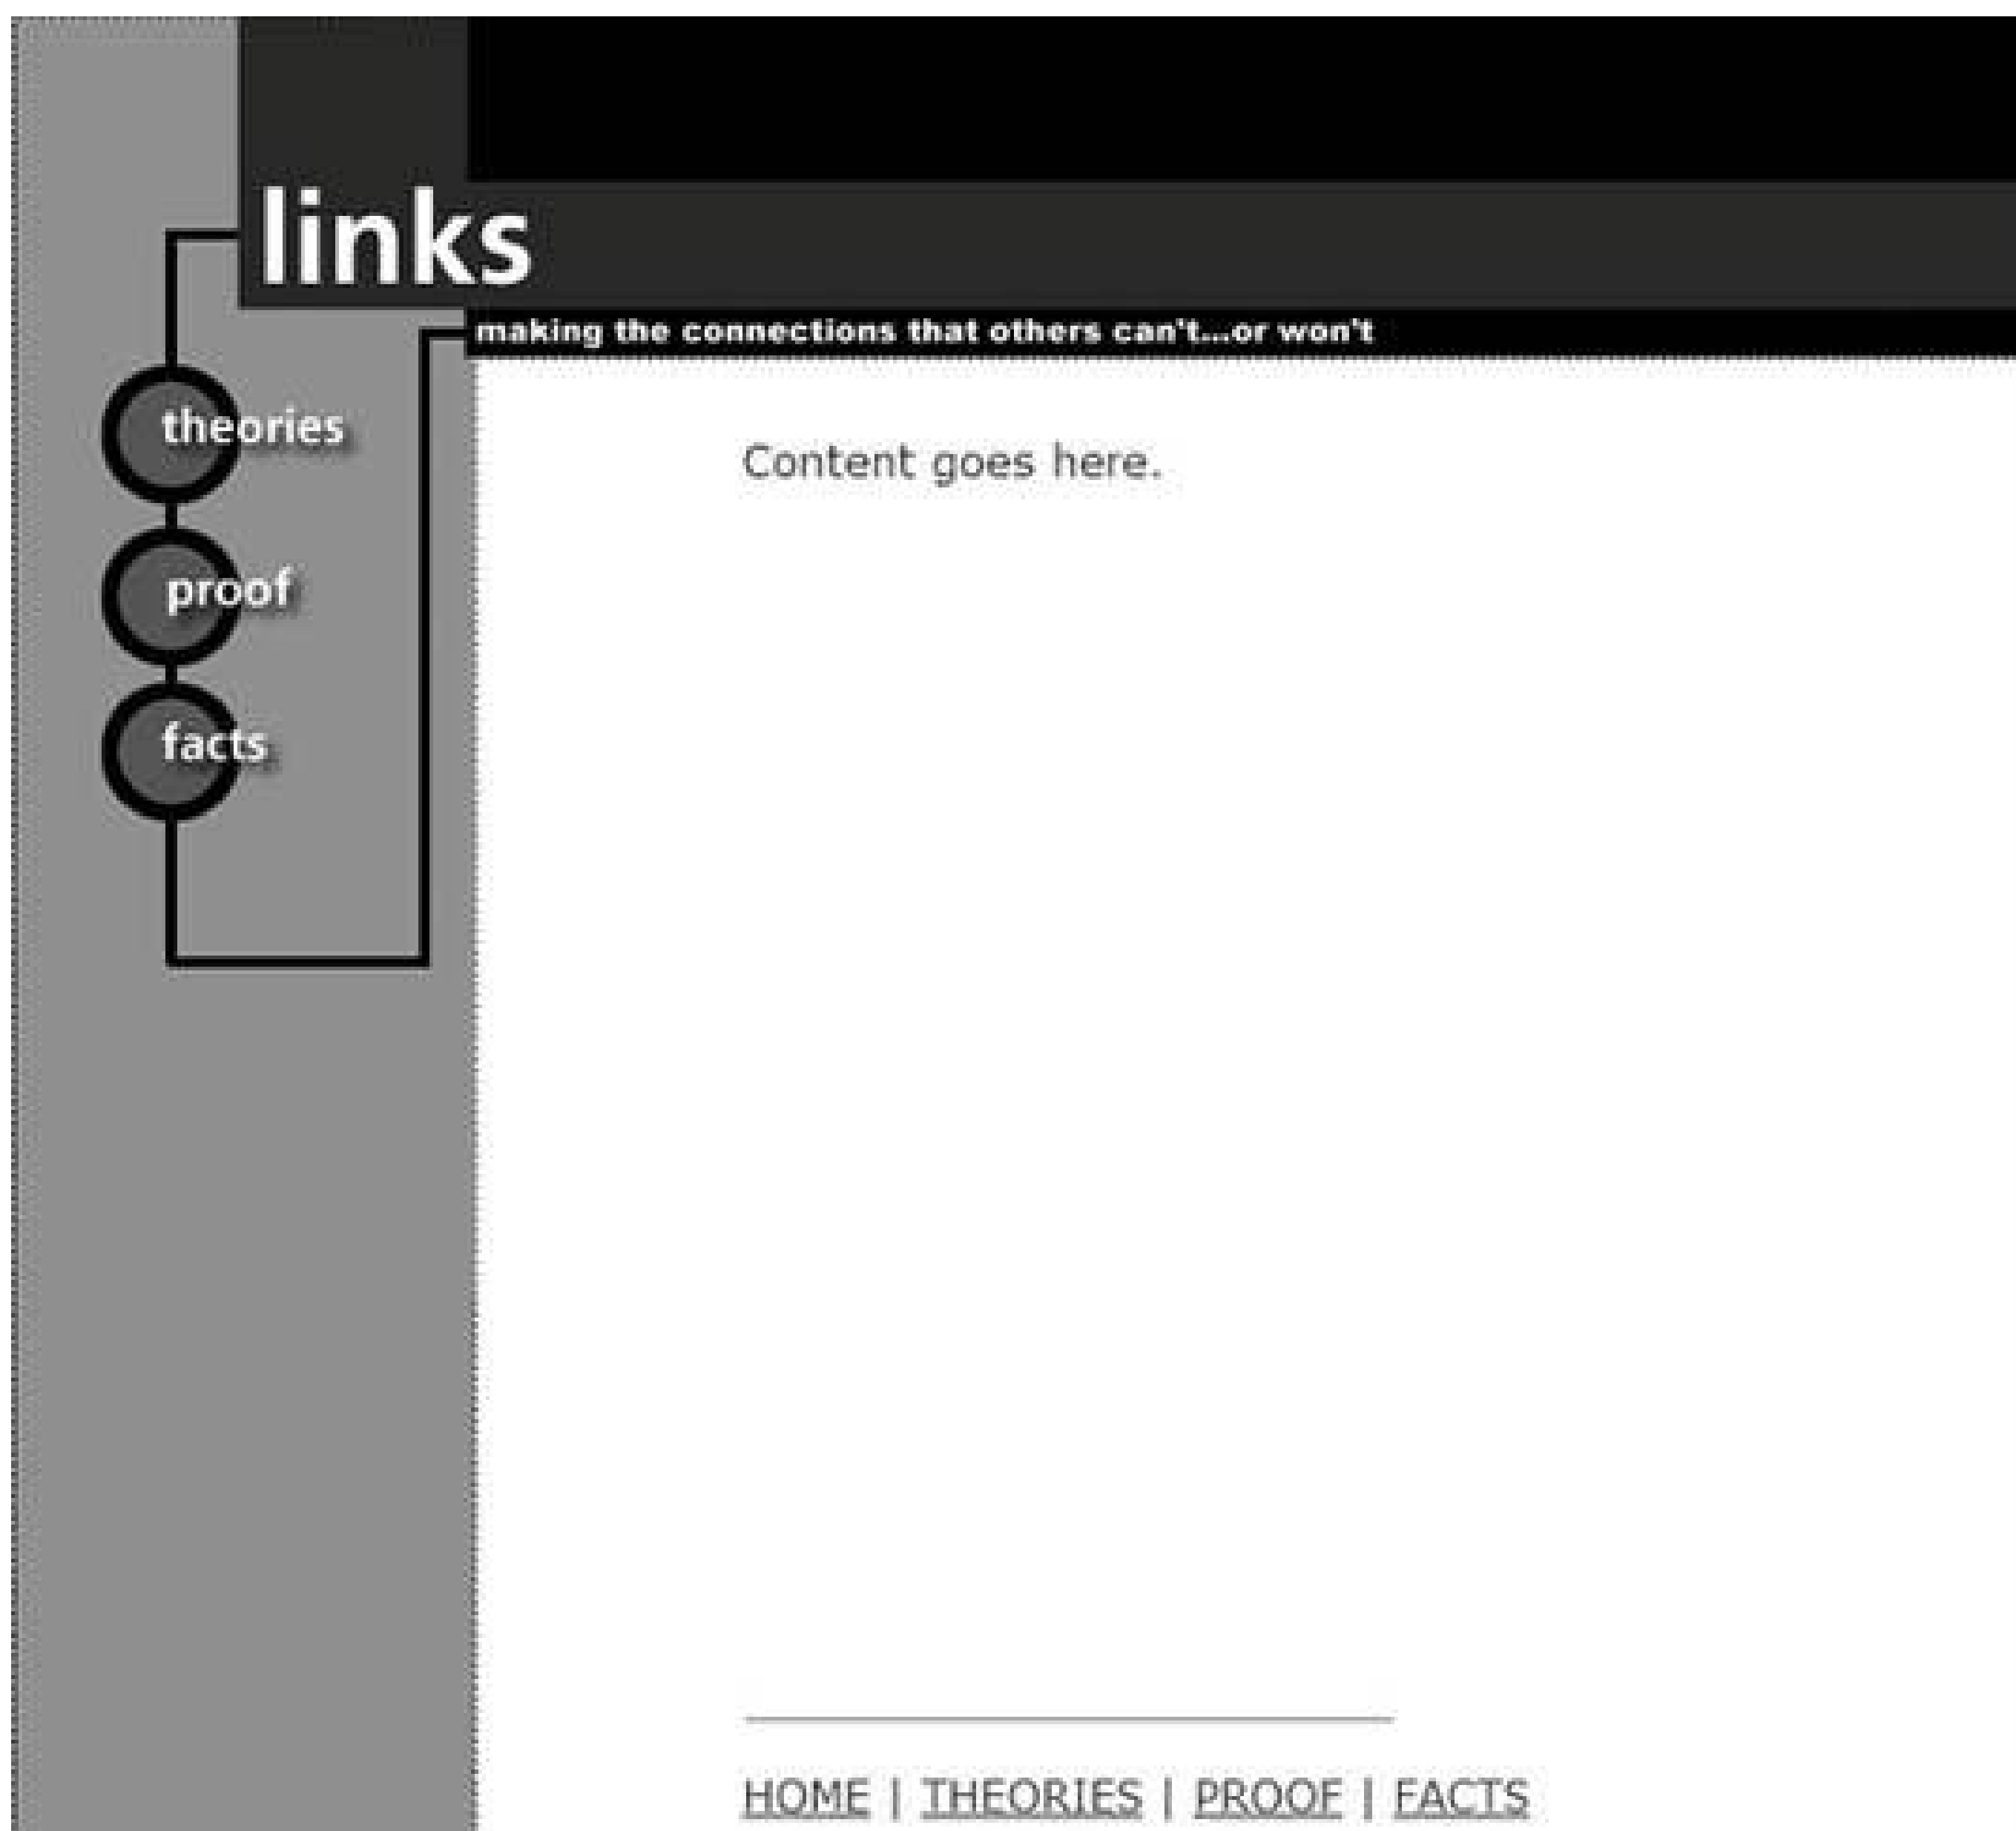 links
making the connections that others can't...or won't
theories
proof
facts
Content goes here.
HOME | THEORIES | PROOF | FACTS